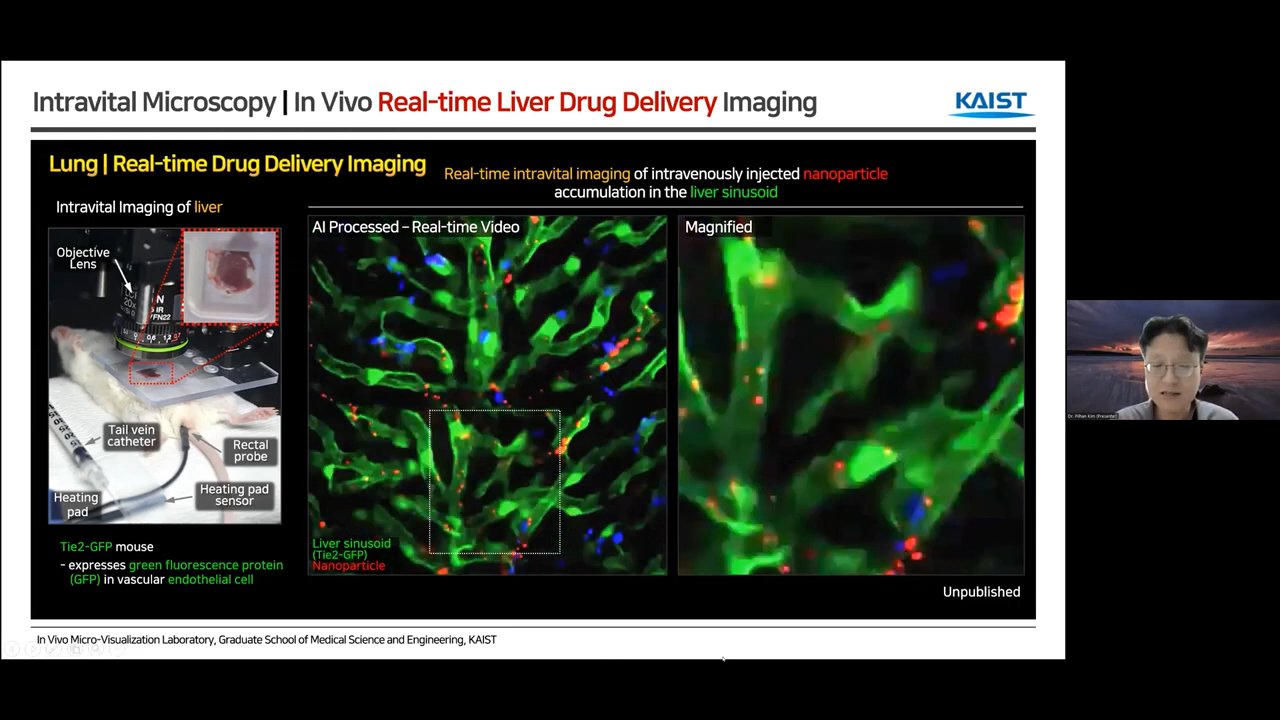 Intravital Microscopy | In Vivo Real-time Liver Drug Delivery Imaging
KAIST
Lung | Real-time Drug Delivery Imaging
Real-time intravital imaging of intravenously injected nanoparticle
accumulation in the liver sinusoid
Intravital Imaging of liver
Objective
Lens
Tail vein
catheter
Rectal
probe
Heating
pad
Heating pad
sensor
Tie2-GFP mouse
- expresses green fluorescence protein
(GFP) in vascular endothelial cell
AI Processed – Real-time Video
Liver sinusoid
(Tie2-GFP)
Nanoparticle
Magnified
Unpublished
In Vivo Micro-Visualization Laboratory, Graduate School of Medical Science and Engineering, KAIST
Dr. Pilhan Kim (Presenter)